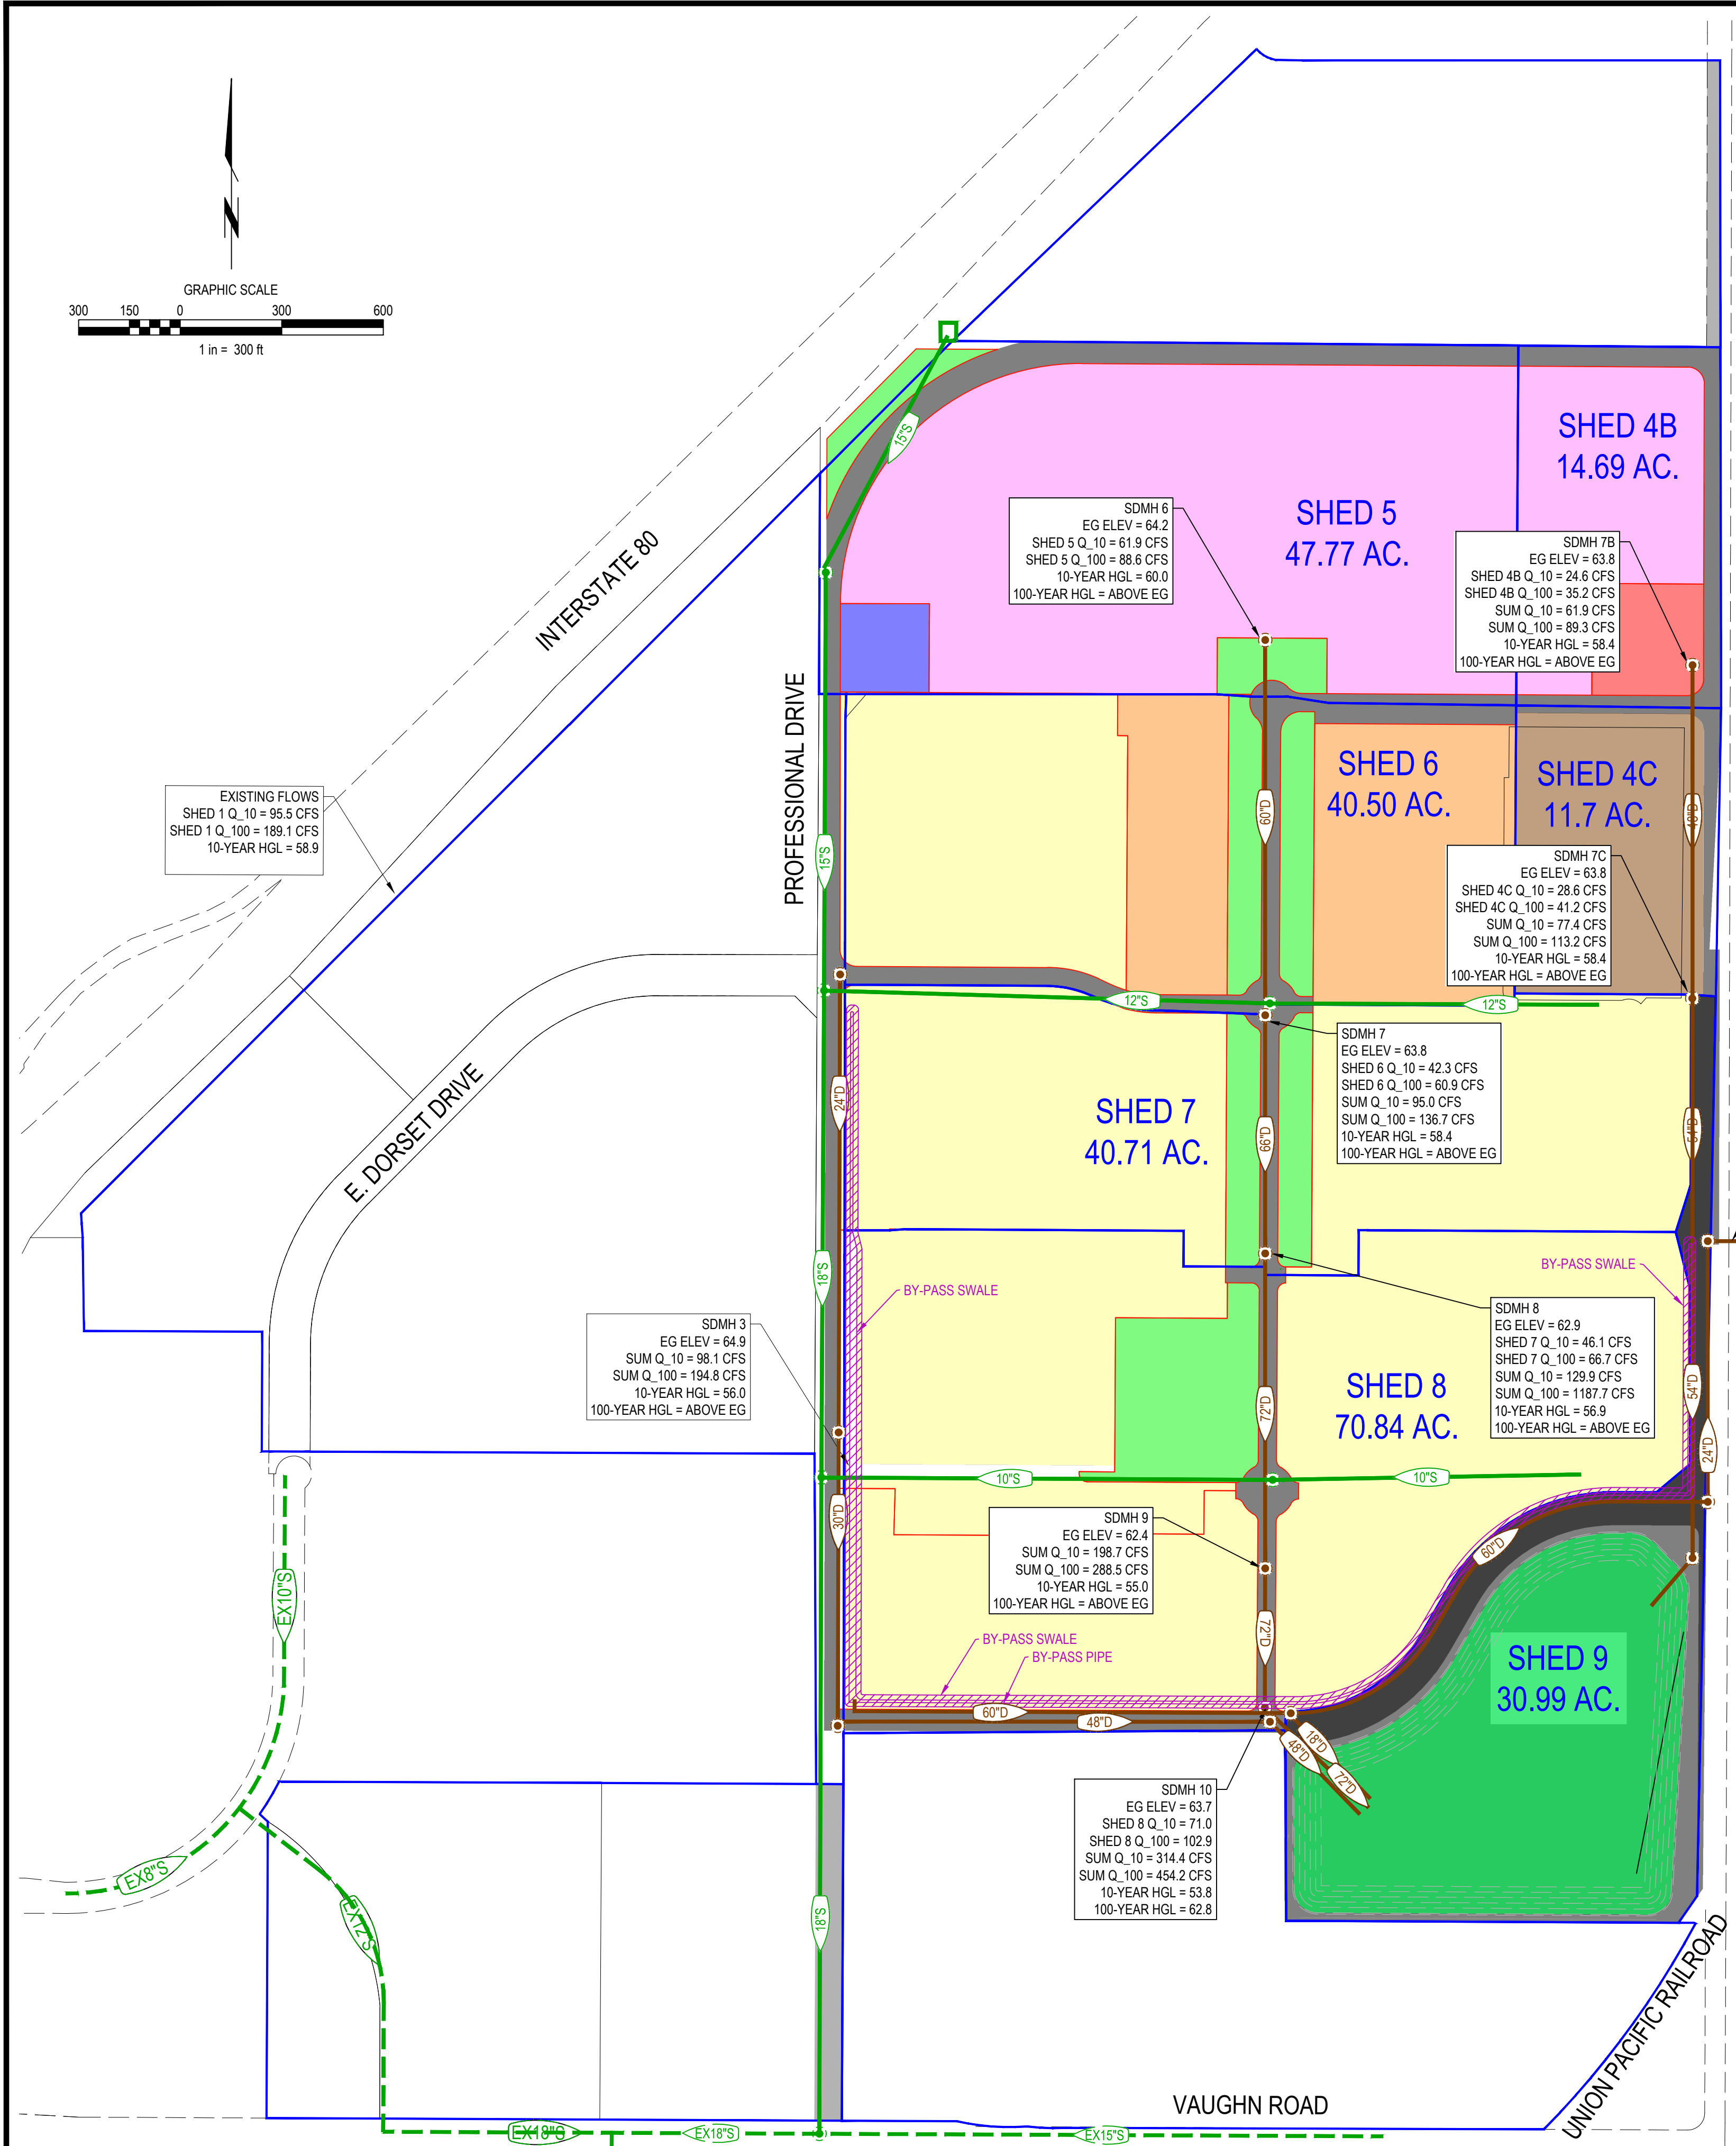 GRAPHIC SCALE
300 150 0 300 600
1 in = 300 ft
INTERSTATE 80
15"S
SHED 4B
14.69 AC.
SHED 5
47.77 AC.
SDMH 6
EG ELEV = 64.2
SHED 5 Q_10 = 61.9 CFS
SHED 5 Q_100 = 88.6 CFS
10-YEAR HGL = 60.0
100-YEAR HGL = ABOVE EG
SDMH 7B
EG ELEV = 63.8
SHED 4B Q_10 = 24.6 CFS
SHED 4B Q_100 = 35.2 CFS
SUM Q_10 = 61.9 CFS
SUM Q_100 = 89.3 CFS
10-YEAR HGL = 58.4
100-YEAR HGL = ABOVE EG
PROFESSIONAL DRIVE
EXISTING FLOWS
SHED 1 Q_10 = 95.5 CFS
SHED 1 Q_100 = 189.1 CFS
10-YEAR HGL = 58.9
15"S
60"D
SHED 6
40.50 AC.
SHED 4C
11.7 AC.
48"D
SDMH 7C
EG ELEV = 63.8
SHED 4C Q_10 = 28.6 CFS
SHED 4C Q_100 = 41.2 CFS
SUM Q_10 = 77.4 CFS
SUM Q_100 = 113.2 CFS
10-YEAR HGL = 58.4
100-YEAR HGL = ABOVE EG
12"S
12"S
SDMH 7
EG ELEV = 63.8
SHED 6 Q_10 = 42.3 CFS
SHED 6 Q_100 = 60.9 CFS
SUM Q_10 = 95.0 CFS
SUM Q_100 = 136.7 CFS
10-YEAR HGL = 58.4
100-YEAR HGL = ABOVE EG
E. DORSET DRIVE
24"D
SHED 7
40.71 AC.
66"D
54"D
18"S
BY-PASS SWALE
BY-PASS SWALE
SDMH 3
EG ELEV = 64.9
SUM Q_10 = 98.1 CFS
SUM Q_100 = 194.8 CFS
10-YEAR HGL = 56.0
100-YEAR HGL = ABOVE EG
SDMH 8
EG ELEV = 62.9
SHED 7 Q_10 = 46.1 CFS
SHED 7 Q_100 = 66.7 CFS
SUM Q_10 = 129.9 CFS
SUM Q_100 = 1187.7 CFS
10-YEAR HGL = 56.9
100-YEAR HGL = ABOVE EG
72"D
SHED 8
70.84 AC.
54"D
24"D
10"S
10"S
30"D
SDMH 9
EG ELEV = 62.4
SUM Q_10 = 198.7 CFS
SUM Q_100 = 288.5 CFS
10-YEAR HGL = 55.0
100-YEAR HGL = ABOVE EG
60"D
EX10"S
72"D
BY-PASS SWALE
BY-PASS PIPE
SHED 9
30.99 AC.
60"D
48"D
18"D
48"D
72"D
SDMH 10
EG ELEV = 63.7
SHED 8 Q_10 = 71.0
SHED 8 Q_100 = 102.9
SUM Q_10 = 314.4 CFS
SUM Q_100 = 454.2 CFS
10-YEAR HGL = 53.8
100-YEAR HGL = 62.8
EX8"S
EX12"S
18"S
VAUGHN ROAD
UNION PACIFIC RAILROAD
EX18"S
EX18"S
EX15"S